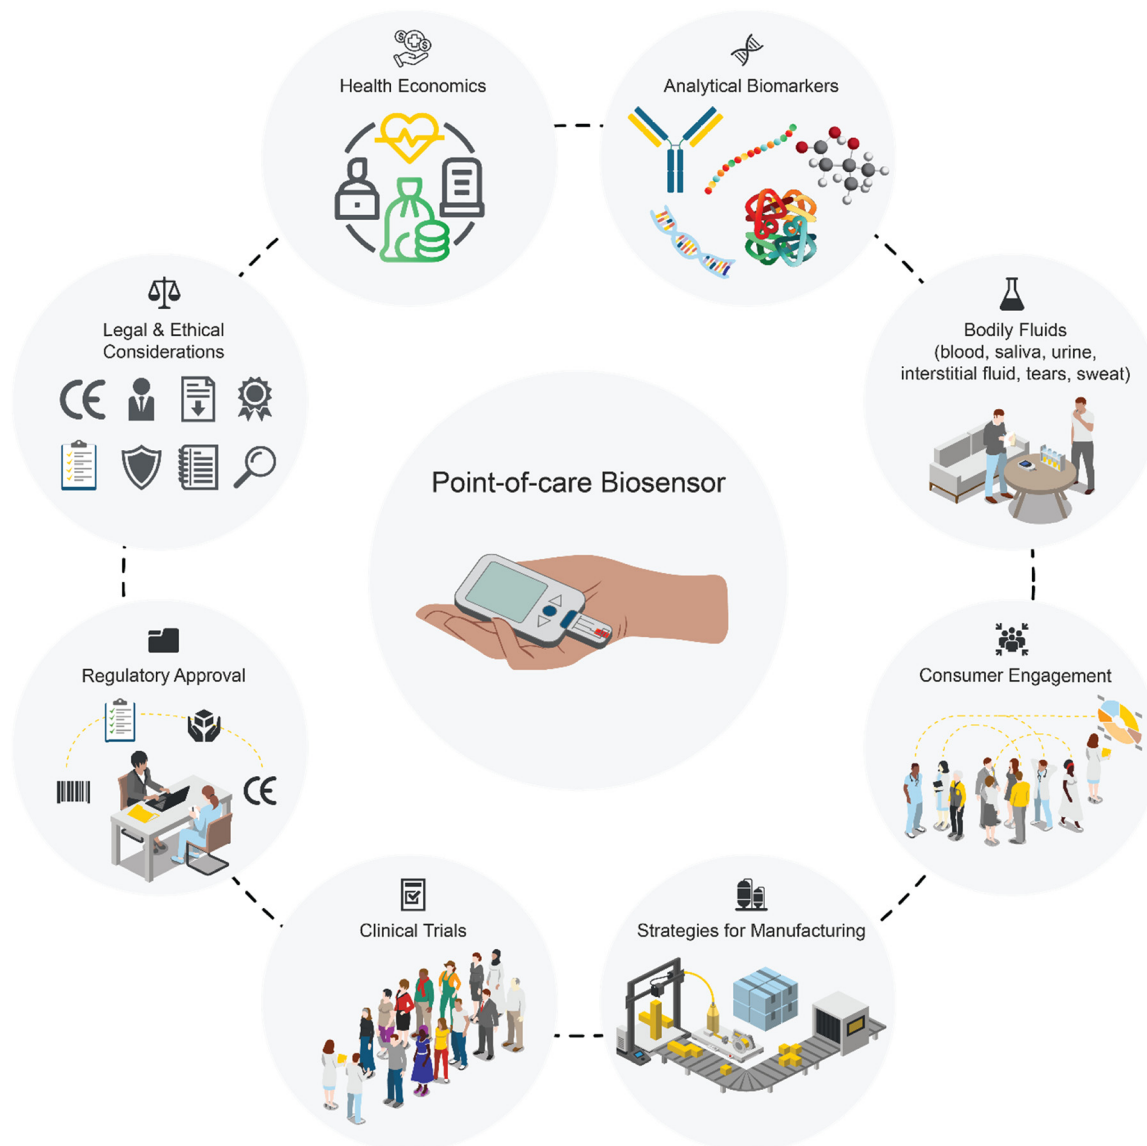 Health Economics
Analytical Biomarkers
Legal & Ethical
Considerations
CE
Bodily Fluids
(blood, saliva, urine,
interstitial fluid, tears, sweat)
Point-of-care Biosensor
Regulatory Approval
CE
Consumer Engagement
Clinical Trials
Strategies for Manufacturing